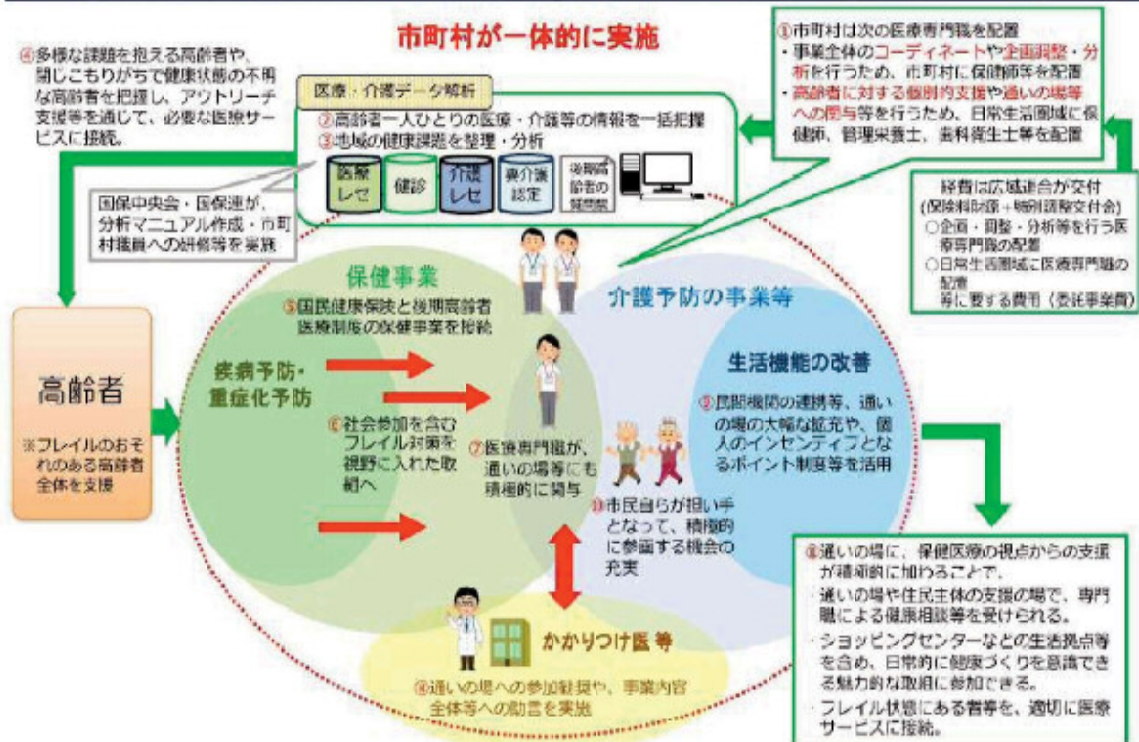 市町村が一体的に実施
①市町村は次の医療専門職を配置
・事業全体のコーディネートや企画調整・分
析を行うため、市町村に保健師等を配置
・高齢者に対する個別的支援や通いの場等
への関与等を行うため、日常生活圏域に保
健師、管理栄養士、歯科衛生士等を配置
経費は広域連合が交付
(保険料財源＋特別調整交付金)
○企画・調整・分析等を行う医
療専門職の配置
○日常生活圏域に医療専門職の
配置
等に要する費用（委託事業費）
④多様な課題を抱える高齢者や、
閉じこもりがちで健康状態の不明
な高齢者を把握し、アウトリーチ
支援等を通じて、必要な医療サー
ビスに接続。
医療・介護データ解析
②高齢者一人ひとりの医療・介護等の情報を一括把握
③地域の健康課題を整理・分析
医療
レセ
健診
介護
レセ
要介護
認定
後期高
齢者の
質問票
国保中央会・国保連が、
分析マニュアル作成・市町
村職員への研修等を実施
高齢者
※フレイルのおそ
れのある高齢者
全体を支援
保健事業
⑤国民健康保険と後期高齢者
医療制度の保健事業を接続
疾病予防・
重症化予防
⑥社会参加を含む
フレイル対策を
視野に入れた取
組へ
⑦医療専門職が、
通いの場等にも
積極的に関与
介護予防の事業等
生活機能の改善
⑨民間機関の連携等、通い
の場の大幅な拡充や、個
人のインセンティブとな
るポイント制度等を活用
⑩市民自らが担い手
となって、積極的
に参画する機会の
充実
かかりつけ医 等
通いの場への参加勧奨や、事業内容
全体等への助言を実施
⑧通いの場に、保健医療の視点からの支援
が積極的に加わることで、
・通いの場や住民主体の支援の場で、専門
職による健康相談等を受けられる。
・ショッピングセンターなどの生活拠点等
を含め、日常的に健康づくりを意識でき
る魅力的な取組に参加できる。
・フレイル状態にある者等を、適切に医療
サービスに接続。